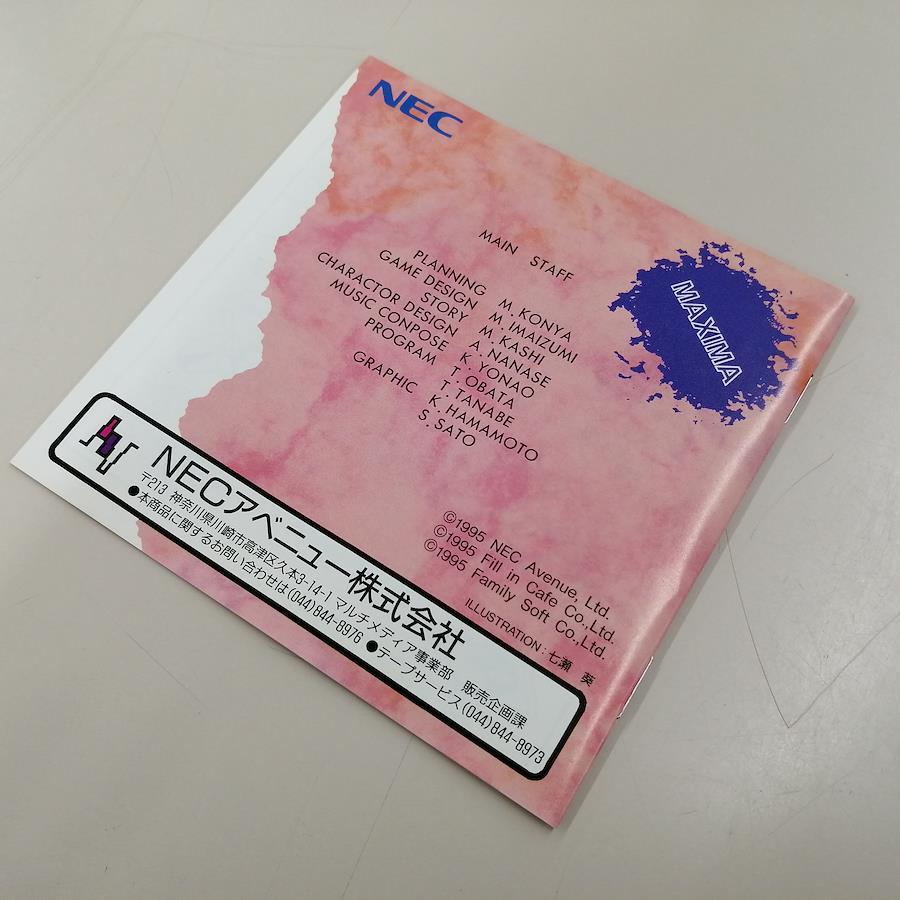 NEC
MAXIMA
MAIN STAFF
PLANNING M. KONYA
GAME DESIGN M. IMAIZUMI
STORY M. KASHI
CHARACTOR DESIGN A. NANASE
MUSIC CONPOSE K. YONAO
PROGRAM T. OBATA
T. TANABE
GRAPHIC K. HAMAMOTO
S. SATO
©1995 NEC Avenue, Ltd.
©1995 Fill in Cafe Co.,Ltd.
©1995 Family Soft Co.,Ltd.
ILLUSTRATION:七瀬 葵
NECアベニュー株式会社
〒213 神奈川県川崎市高津区久本3-14-1 マルチメディア事業部 販売企画課
●本商品に関するお問い合わせは(044)844-8976 ●テープサービス(044)844-8973